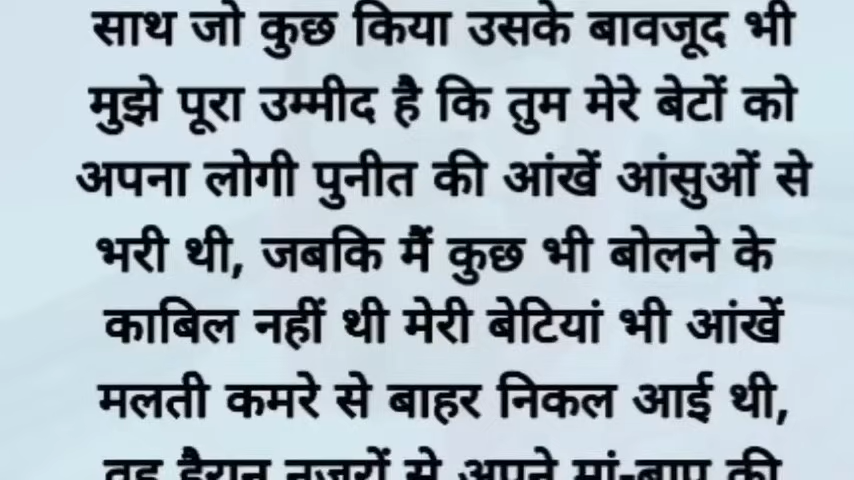 साथ जो कुछ किया उसके बावजूद भी
मुझे पूरा उम्मीद है कि तुम मेरे बेटों को
अपना लोगी पुनीत की आंखें आंसुओं से
भरी थी, जबकि मैं कुछ भी बोलने के
काबिल नहीं थी मेरी बेटियां भी आंखें
मलती कमरे से बाहर निकल आई थी,
वह हैरान नजरों से अपने मां-बाप की